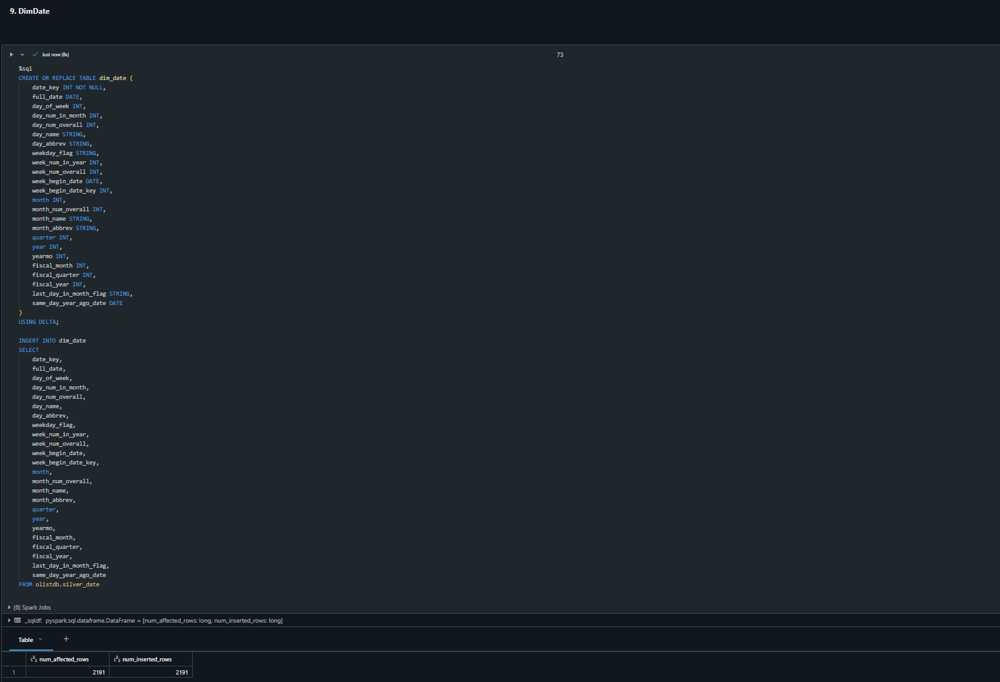 9. DimDate
Just now (8s)
73
%sql
CREATE OR REPLACE TABLE dim_date (
date_key INT NOT NULL,
full_date DATE,
day_of_week INT,
day_num_in_month INT,
day_num_overall INT,
day_name STRING,
day_abbrev STRING,
weekday_flag STRING,
week_num_in_year INT,
week_num_overall INT,
week_begin_date DATE,
week_begin_date_key INT,
month INT,
month_num_overall INT,
month_name STRING,
month_abbrev STRING,
quarter INT,
year INT,
yearmo INT,
fiscal_month INT,
fiscal_quarter INT,
fiscal_year INT,
last_day_in_month_flag STRING,
same_day_year_ago_date DATE
)
USING DELTA;
INSERT INTO dim_date
SELECT
date_key,
full_date,
day_of_week,
day_num_in_month,
day_num_overall,
day_name,
day_abbrev,
weekday_flag,
week_num_in_year,
week_num_overall,
week_begin_date,
week_begin_date_key,
month,
month_num_overall,
month_name,
month_abbrev,
quarter,
year,
yearmo,
fiscal_month,
fiscal_quarter,
fiscal_year,
last_day_in_month_flag,
same_day_year_ago_date
FROM olistdb.silver_date
(6) Spark Jobs
_sqldf: pyspark.sql.dataframe.DataFrame = [num_affected_rows: long, num_inserted_rows: long]
Table +
num_affected_rows num_inserted_rows
1 2191 2191